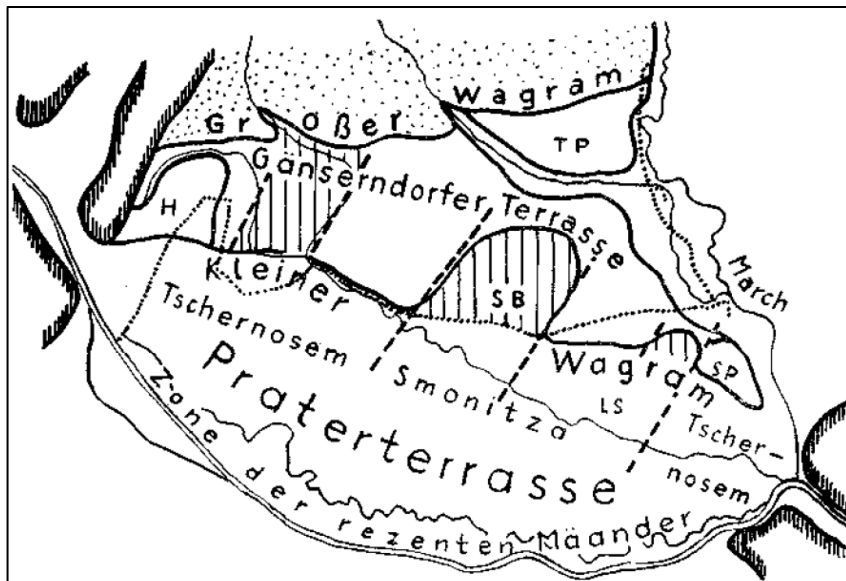 Großer Wagram
TP
Gänserndorfer Terrasse
H
Kleiner Wagram
SB
March
Tschernosem
Smonitza
LS
SP
Tscher-
nosem
Praterterrasse
Zone der rezenten Mäander